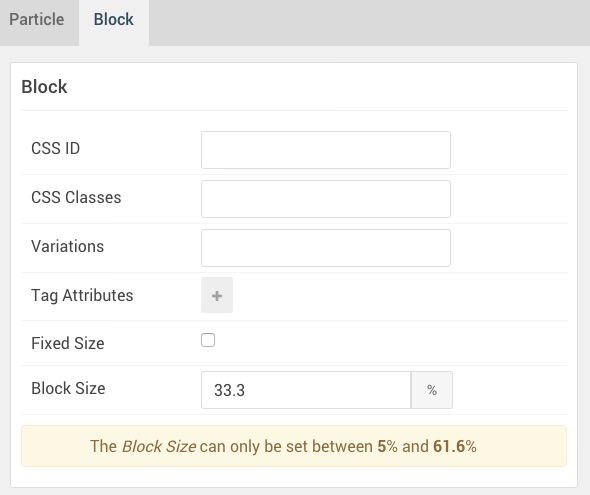 Particle Block
Block
CSS ID
CSS Classes
Variations
Tag Attributes +
Fixed Size
Block Size 33.3 %
The Block Size can only be set between 5% and 61.6%